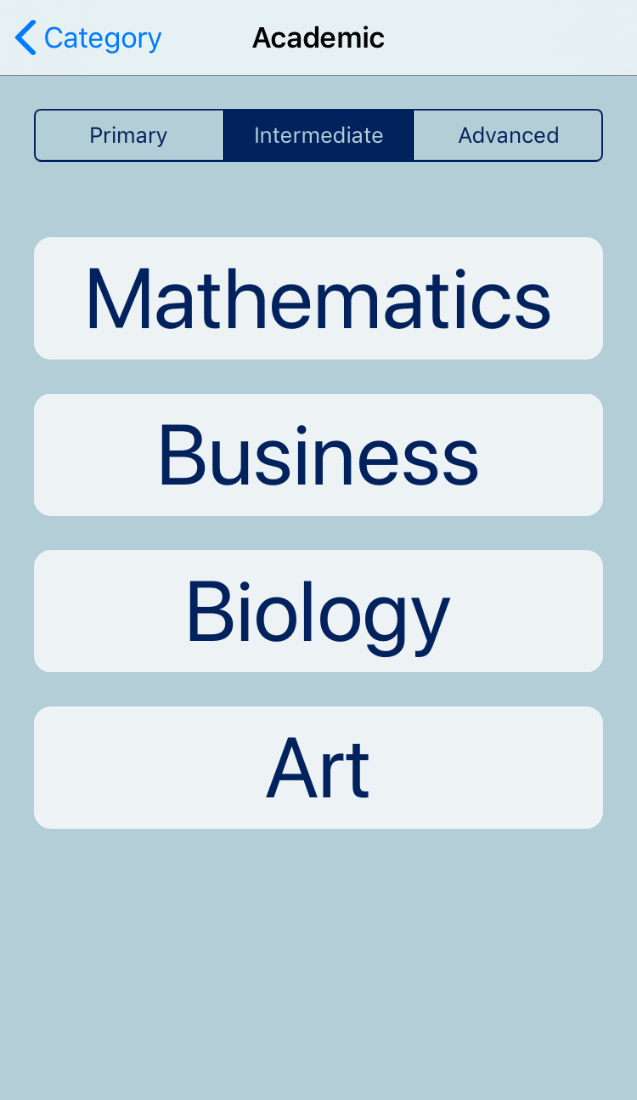 Category Academic
Primary Intermediate Advanced
Mathematics
Business
Biology
Art